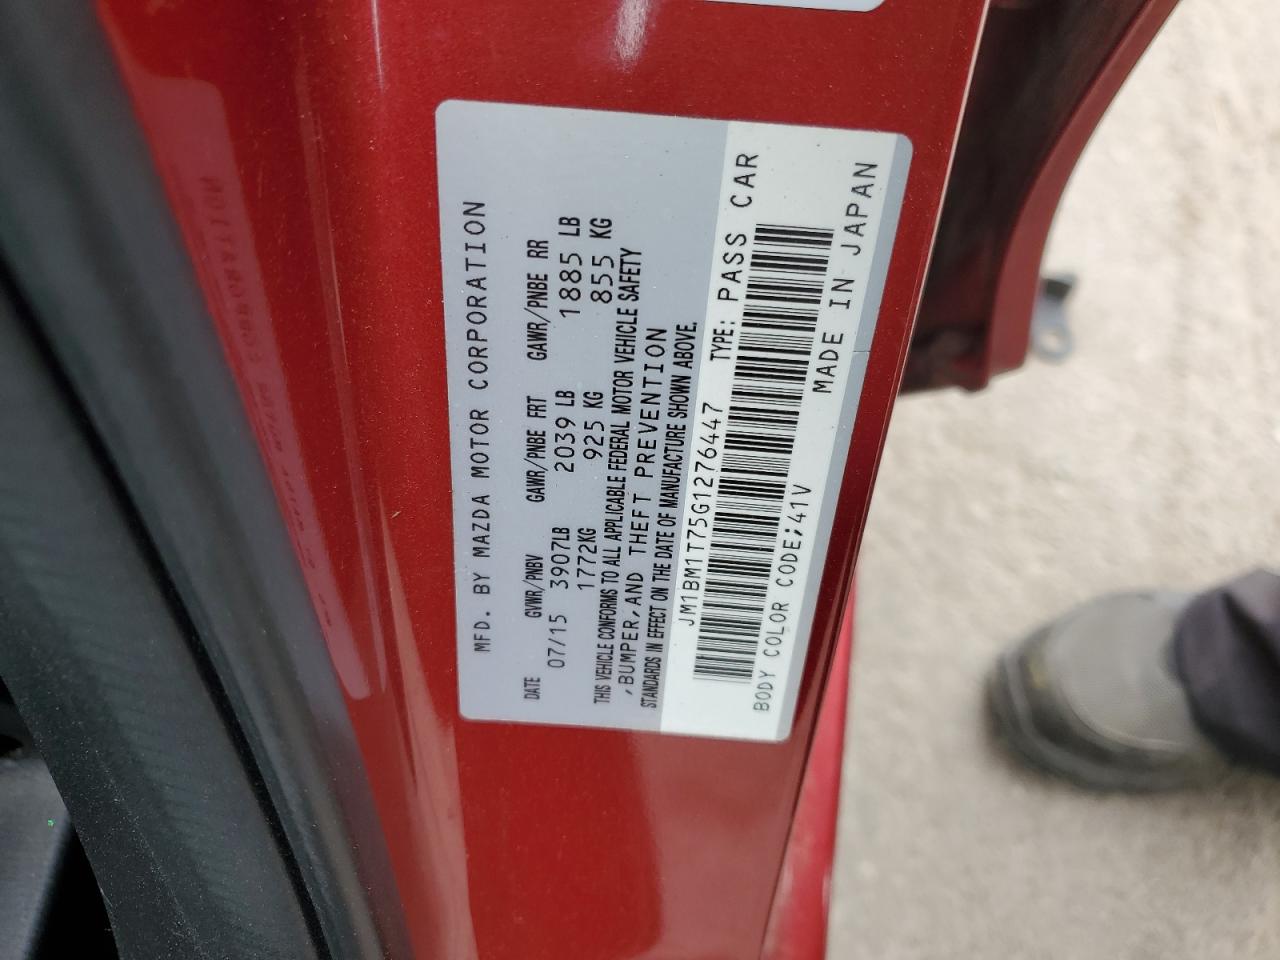 MFD. BY MAZDA MOTOR CORPORATION
DATE GVWR/PNBV GAWR/PNBE FRT GAWR/PNBE RR
07/15 3907LB 2039 LB 1885 LB
1772KG 925 KG 855 KG
THIS VEHICLE CONFORMS TO ALL APPLICABLE FEDERAL MOTOR VEHICLE SAFETY
,BUMPER,AND THEFT PREVENTION
STANDARDS IN EFFECT ON THE DATE OF MANUFACTURE SHOWN ABOVE.
JM1BM1T75G1276447 TYPE: PASS CAR
BODY COLOR CODE;41V MADE IN JAPAN